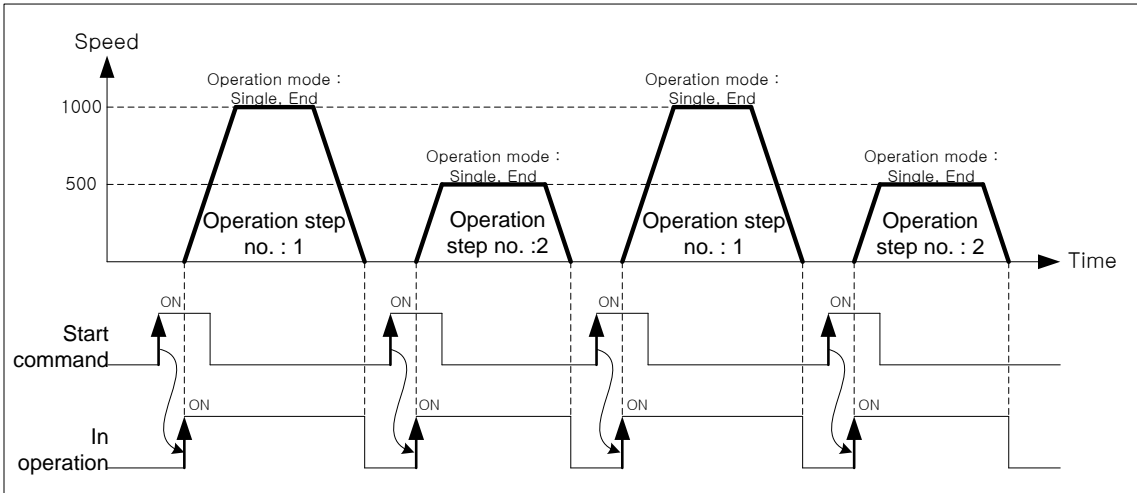 Speed
Operation mode :
Single, End
Operation mode :
Single, End
1000
Operation mode :
Single, End
Operation mode :
Single, End
500
Operation step
no. : 1
Operation
step no. :2
Operation step
no. : 1
Operation
step no. : 2
Time
ON
ON
ON
ON
Start
command
ON
ON
ON
ON
In
operation